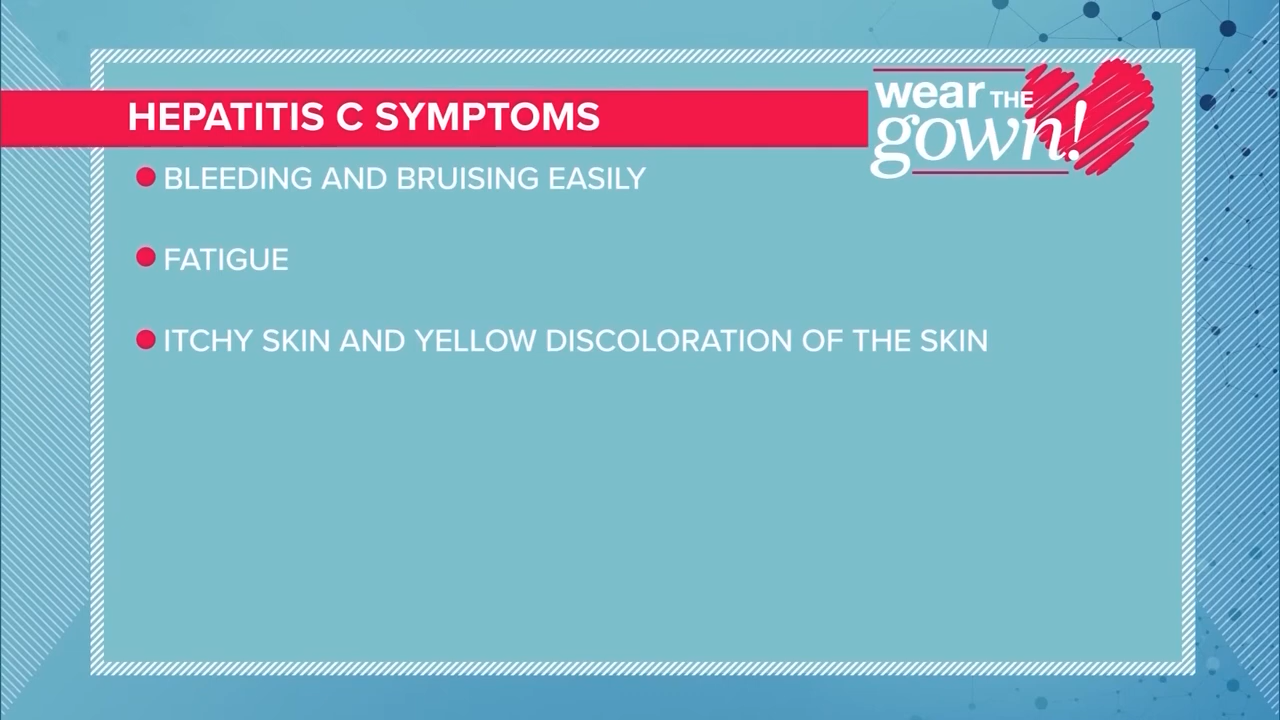 HEPATITIS C SYMPTOMS
wear THE
gown!
BLEEDING AND BRUISING EASILY
FATIGUE
ITCHY SKIN AND YELLOW DISCOLORATION OF THE SKIN